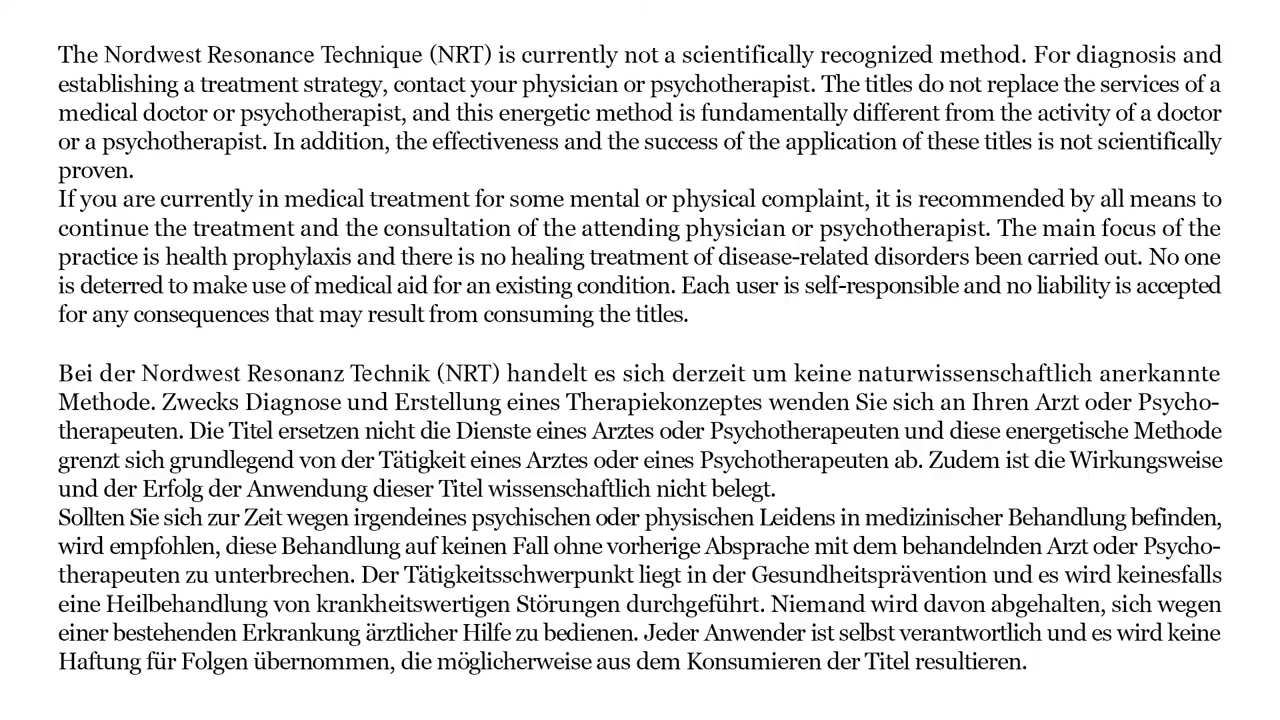 The Nordwest Resonance Technique (NRT) is currently not a scientifically recognized method. For diagnosis and
establishing a treatment strategy, contact your physician or psychotherapist. The titles do not replace the services of a
medical doctor or psychotherapist, and this energetic method is fundamentally different from the activity of a doctor
or a psychotherapist. In addition, the effectiveness and the success of the application of these titles is not scientifically
proven.
If you are currently in medical treatment for some mental or physical complaint, it is recommended by all means to
continue the treatment and the consultation of the attending physician or psychotherapist. The main focus of the
practice is health prophylaxis and there is no healing treatment of disease-related disorders been carried out. No one
is deterred to make use of medical aid for an existing condition. Each user is self-responsible and no liability is accepted
for any consequences that may result from consuming the titles.
Bei der Nordwest Resonanz Technik (NRT) handelt es sich derzeit um keine naturwissenschaftlich anerkannte
Methode. Zwecks Diagnose und Erstellung eines Therapiekonzeptes wenden Sie sich an Ihren Arzt oder Psycho-
therapeuten. Die Titel ersetzen nicht die Dienste eines Arztes oder Psychotherapeuten und diese energetische Methode
grenzt sich grundlegend von der Tätigkeit eines Arztes oder eines Psychotherapeuten ab. Zudem ist die Wirkungsweise
und der Erfolg der Anwendung dieser Titel wissenschaftlich nicht belegt.
Sollten Sie sich zur Zeit wegen irgendeines psychischen oder physischen Leidens in medizinischer Behandlung befinden,
wird empfohlen, diese Behandlung auf keinen Fall ohne vorherige Absprache mit dem behandelnden Arzt oder Psycho-
therapeuten zu unterbrechen. Der Tätigkeitsschwerpunkt liegt in der Gesundheitsprävention und es wird keinesfalls
eine Heilbehandlung von krankheitswertigen Störungen durchgeführt. Niemand wird davon abgehalten, sich wegen
einer bestehenden Erkrankung ärztlicher Hilfe zu bedienen. Jeder Anwender ist selbst verantwortlich und es wird keine
Haftung für Folgen übernommen, die möglicherweise aus dem Konsumieren der Titel resultieren.